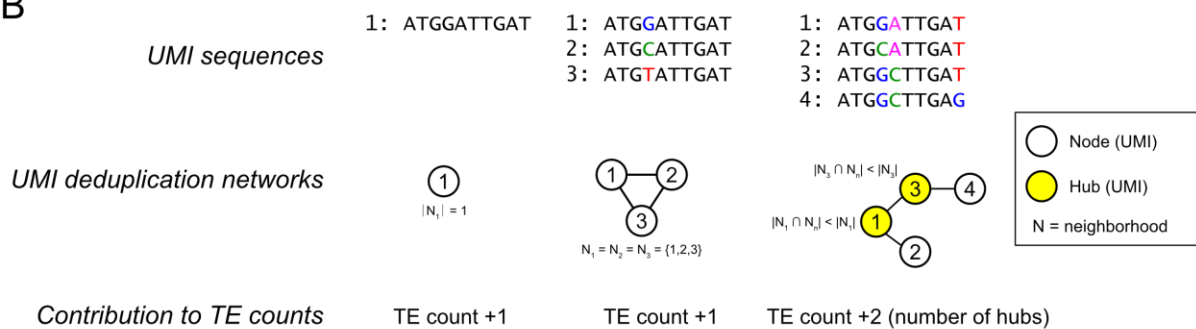 B
UMI sequences
1: ATGGATTGAT
1: ATGGATTGAT
2: ATGCATTGAT
3: ATGTATTGAT
1: ATGGATTGAT
2: ATGCATTGAT
3: ATGGCTTGAT
4: ATGGCTTGAG
UMI deduplication networks
1
|N₁| = 1
1
2
3
N₁ = N₂ = N₃ = {1,2,3}
|N₃ ∩ Nₙ| < |N₃|
3
4
|N₁ ∩ Nₙ| < |N₁|
1
2
Node (UMI)
Hub (UMI)
N = neighborhood
Contribution to TE counts
TE count +1
TE count +1
TE count +2 (number of hubs)